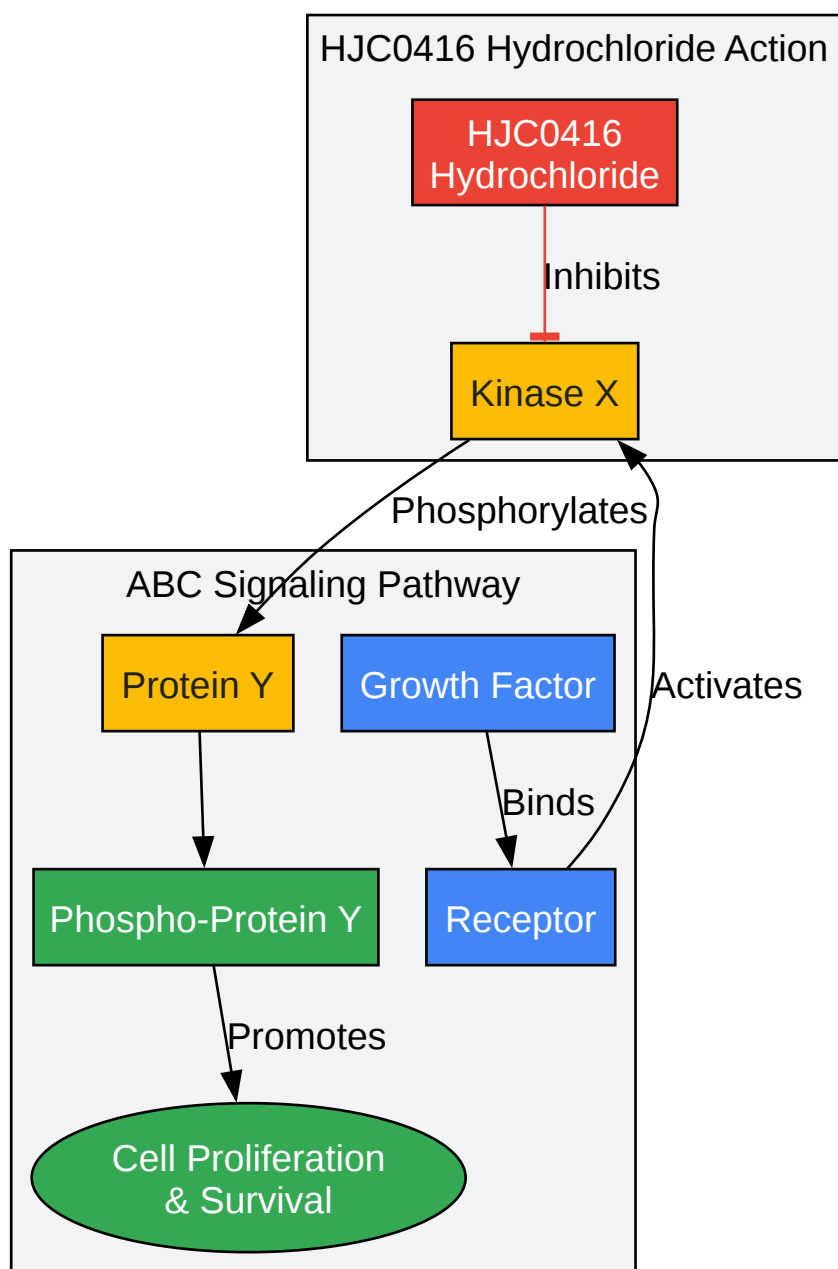 HJC0416 Hydrochloride Action
HJC0416
Hydrochloride
Inhibits
Kinase X
Phosphorylates
ABC Signaling Pathway
Protein Y
Growth Factor
Activates
Binds
Phospho-Protein Y
Receptor
Promotes
Cell Proliferation
& Survival